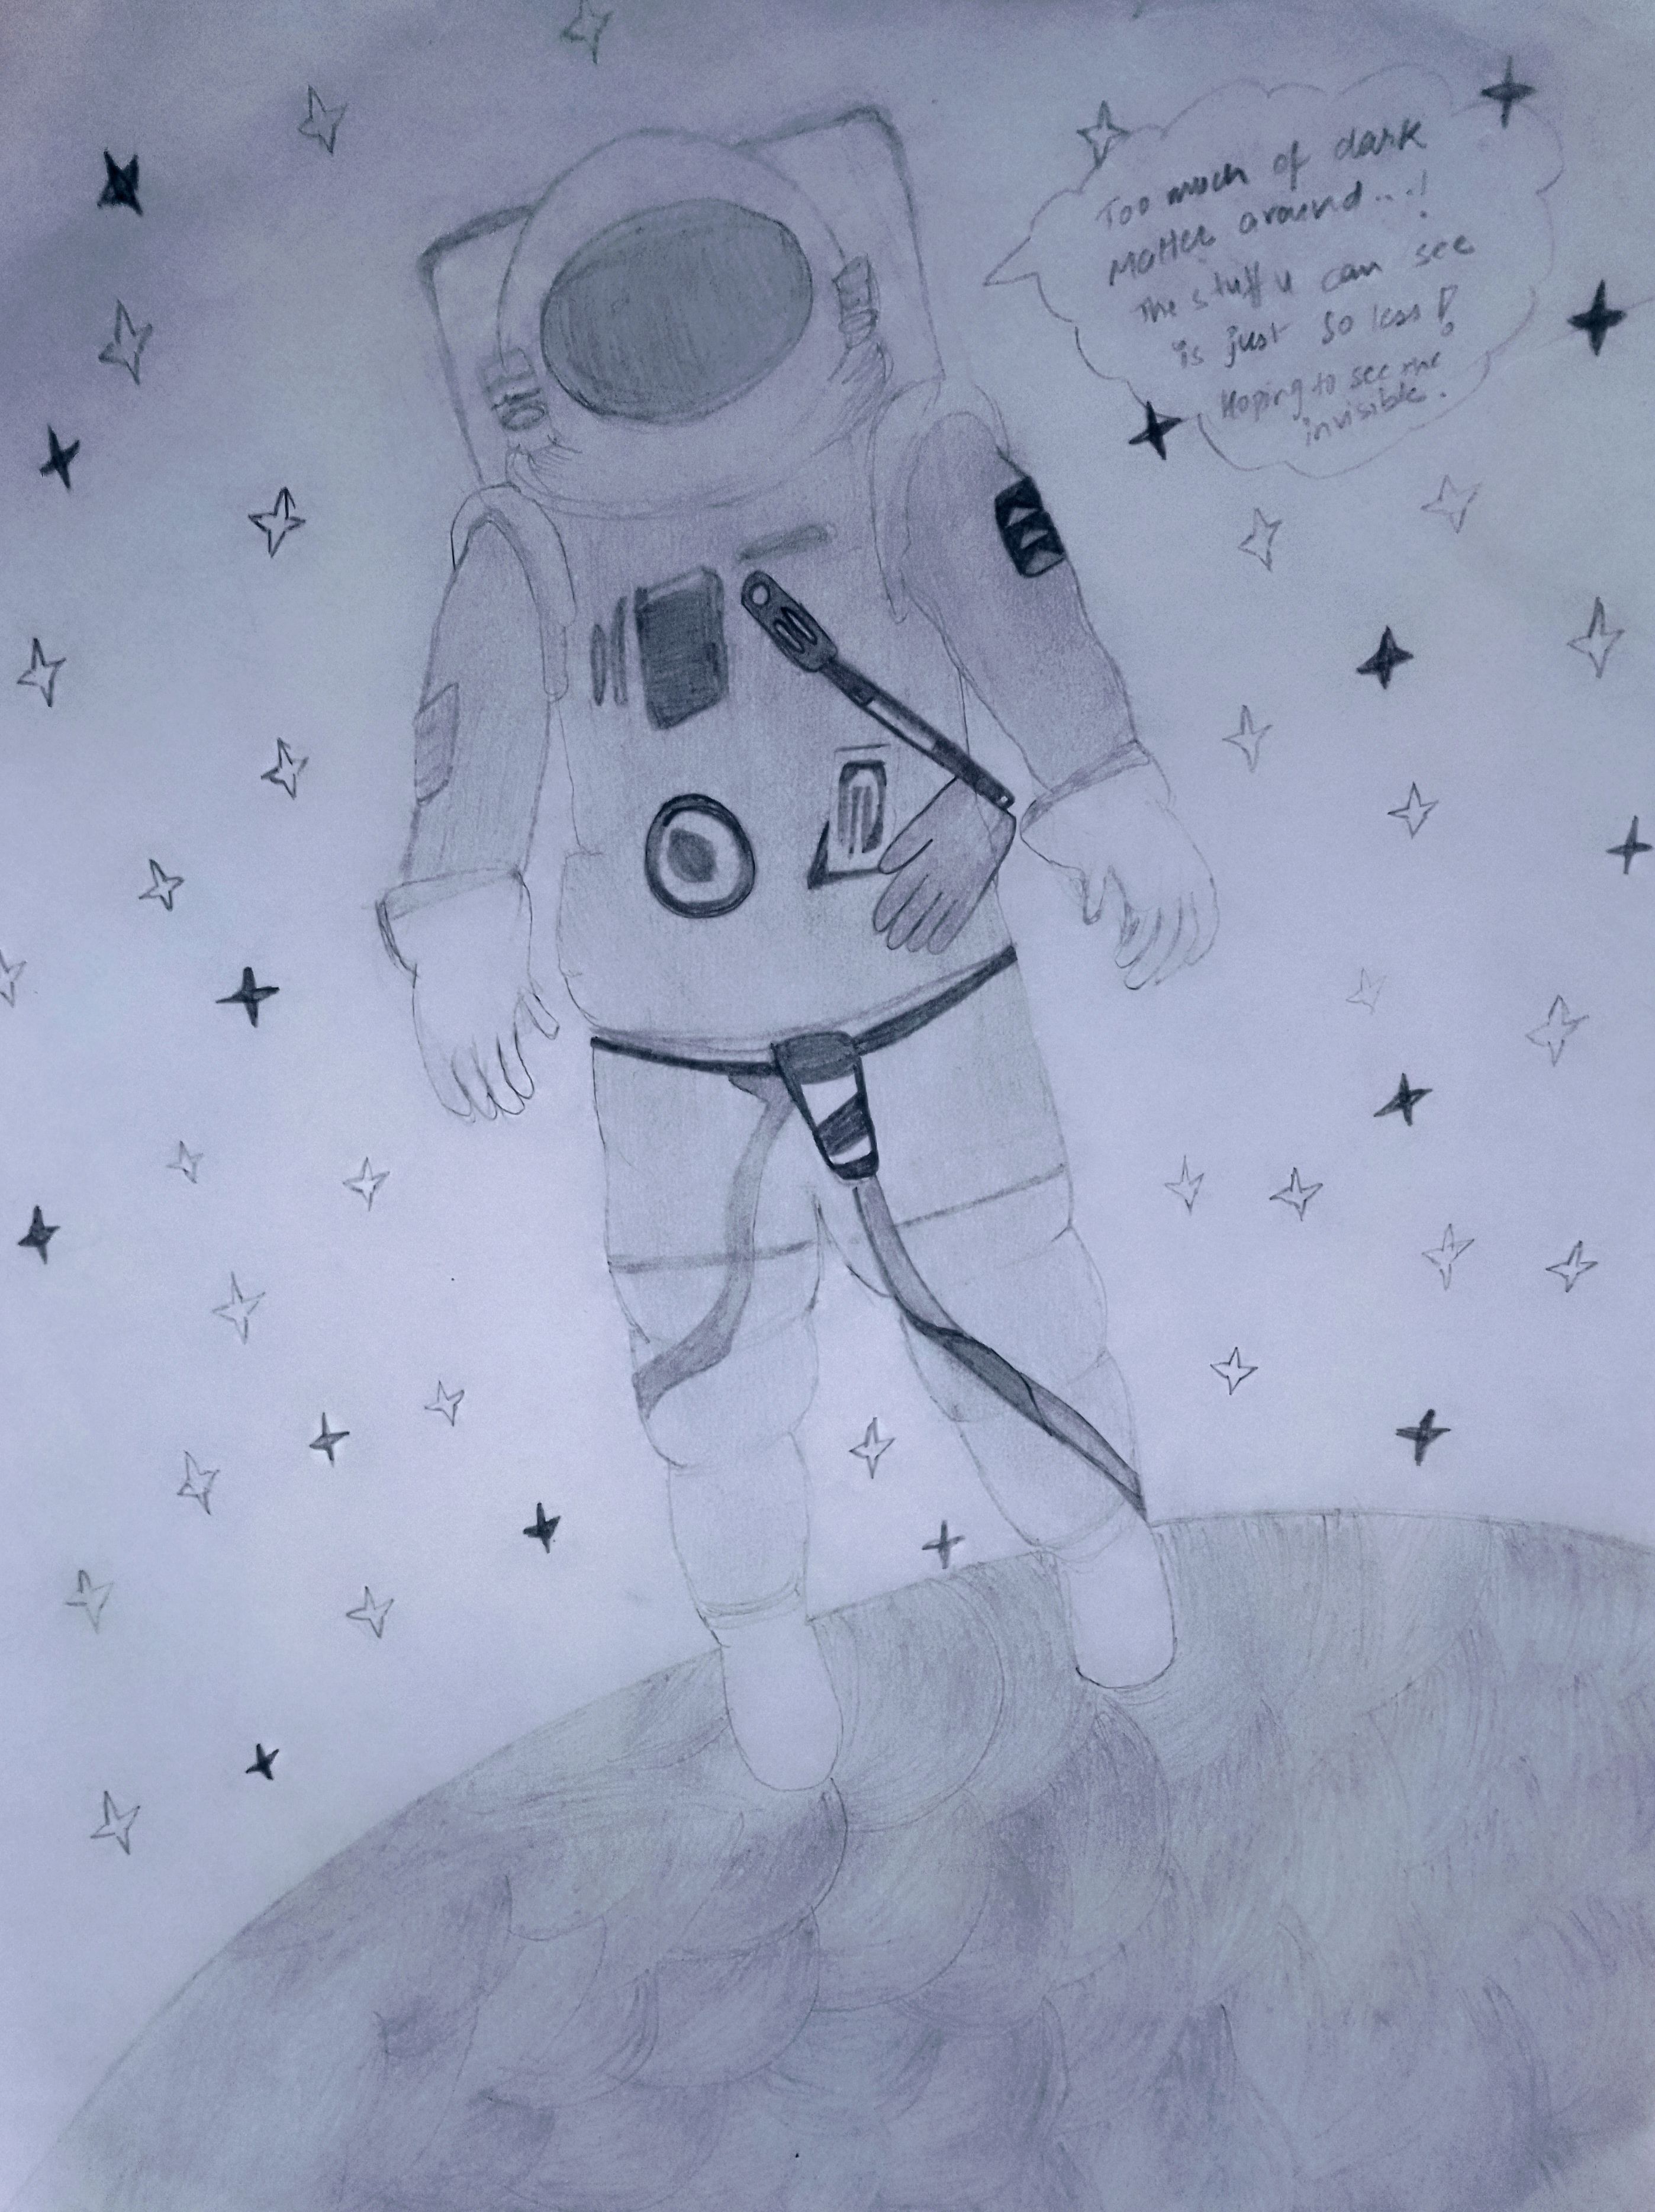 Too much of dark
Matter around...!
The stuff u can see
is just so less!
Hoping to see the
invisible.